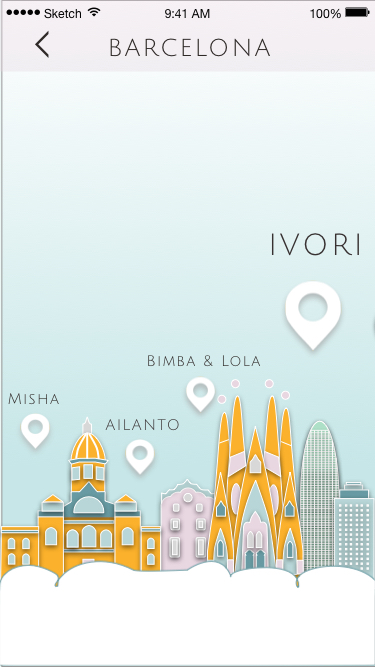 Sketch 9:41 AM 100%
BARCELONA
IVORI
BIMBA & LOLA
MISHA
AILANTO